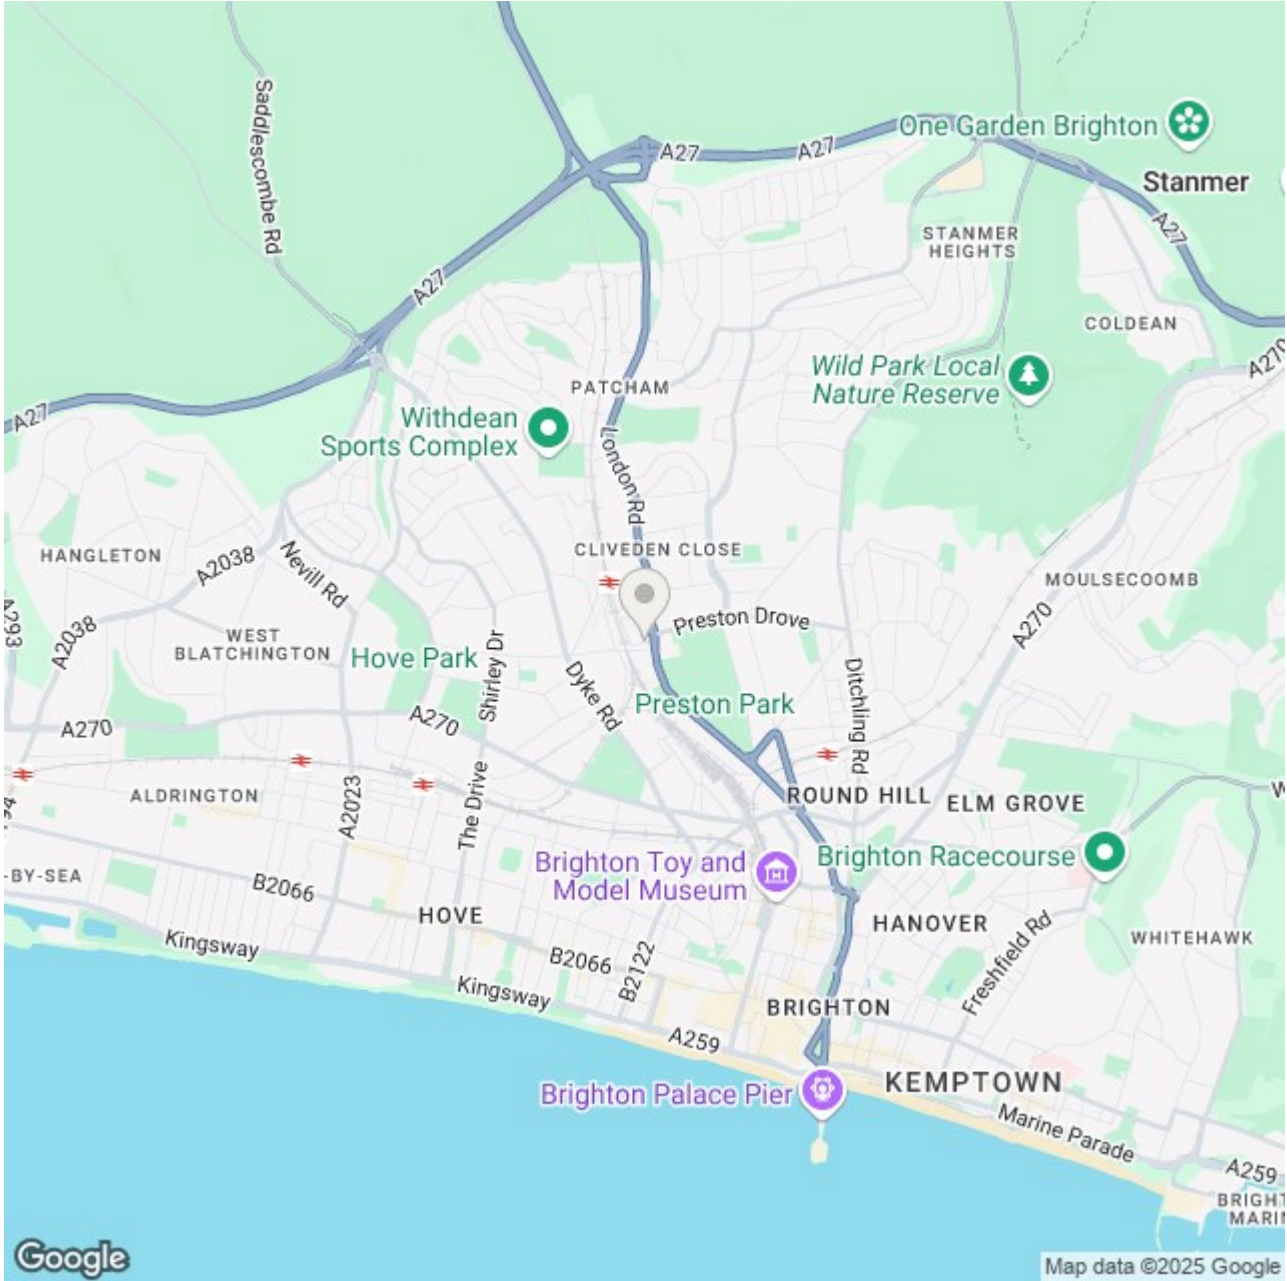 Saddlescombe Rd
One Garden Brighton
A27
A27
Stanmer
A27
STANMER
HEIGHTS
A27
COLDEAN
Wild Park Local
Nature Reserve
A270
PATCHAM
A27
Withdean
Sports Complex
London Rd
CLIVEDEN CLOSE
HANGLETON
A2038
Nevill Rd
MOULSECOOMB
A293
A2038
WEST
BLATCHINGTON
Preston Drove
A270
Hove Park
Shirley Dr
Dyke Rd
Ditchling Rd
Preston Park
A270
A270
ALDRINGTON
A2023
The Drive
ROUND HILL
ELM GROVE
Brighton Toy and
Model Museum
Brighton Racecourse
-BY-SEA
B2066
HOVE
HANOVER
Freshfield Rd
WHITEHAWK
Kingsway
B2066
B2122
Kingsway
BRIGHTON
A259
KEMPTOWN
Brighton Palace Pier
Marine Parade
A259
BRIGHT
MARIN
Google
Map data ©2025 Google